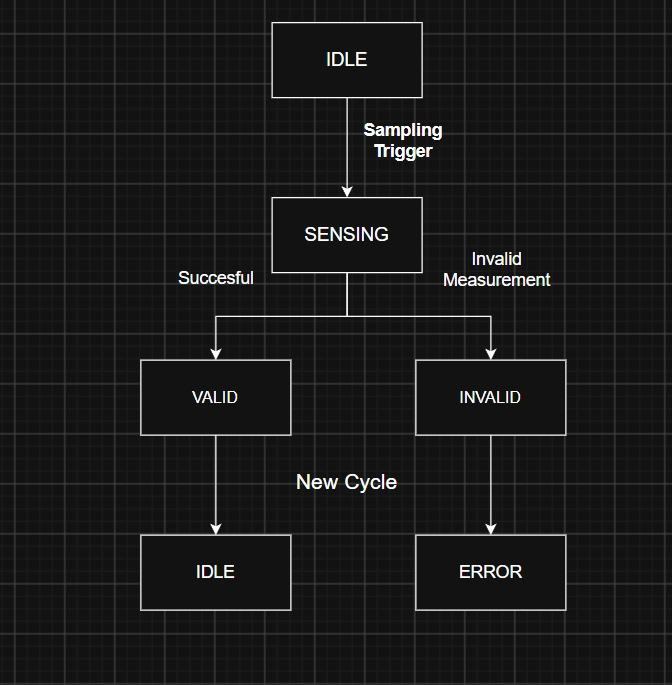 IDLE
Sampling
Trigger
SENSING
Succesful
Invalid
Measurement
VALID
INVALID
New Cycle
IDLE
ERROR